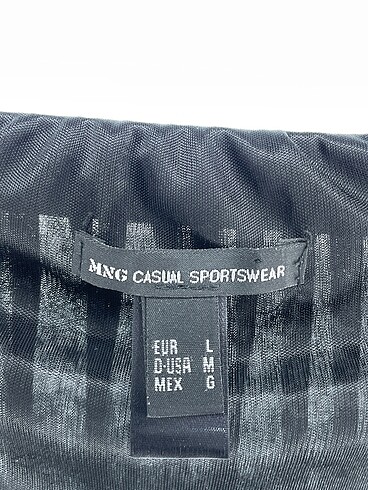 MNG CASUAL SPORTSWEAR
EUR L
D-USA M
MEX G